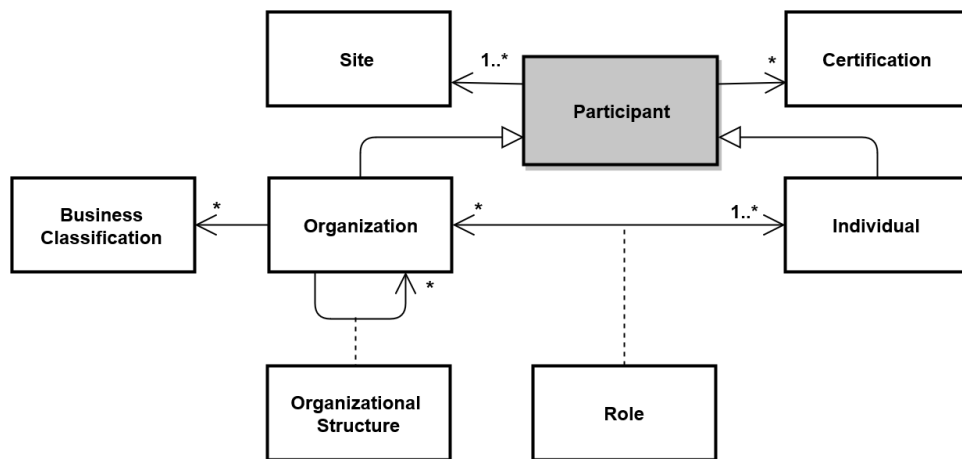 Site
1..*
*
Certification
Participant
Business
Classification
*
Organization
*
1..*
Individual
*
Organizational
Structure
Role